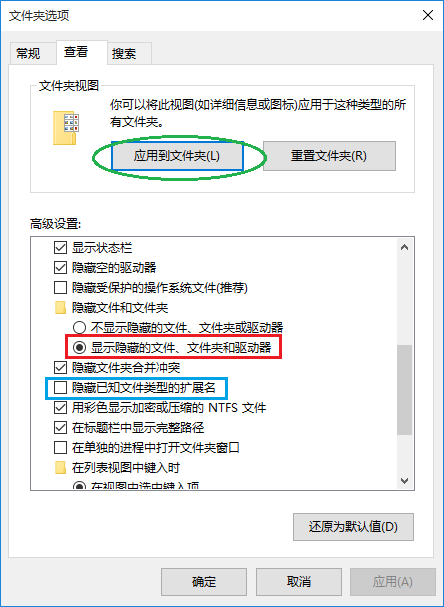 文件夹选项
常规
查看
搜索
文件夹视图
你可以将此视图(如详细信息或图标)应用于这种类型的所
有文件夹。
应用到文件夹(L)
重置文件夹(R)
高级设置:
显示状态栏
隐藏空的驱动器
隐藏受保护的操作系统文件(推荐)
隐藏文件和文件夹
不显示隐藏的文件、文件夹或驱动器
显示隐藏的文件、文件夹和驱动器
隐藏文件夹合并冲突
隐藏已知文件类型的扩展名
用彩色显示加密或压缩的 NTFS 文件
在标题栏中显示完整路径
在单独的进程中打开文件夹窗口
在列表视图中键入时
在视图中选中键入项
还原为默认值(D)
确定
取消
应用(A)